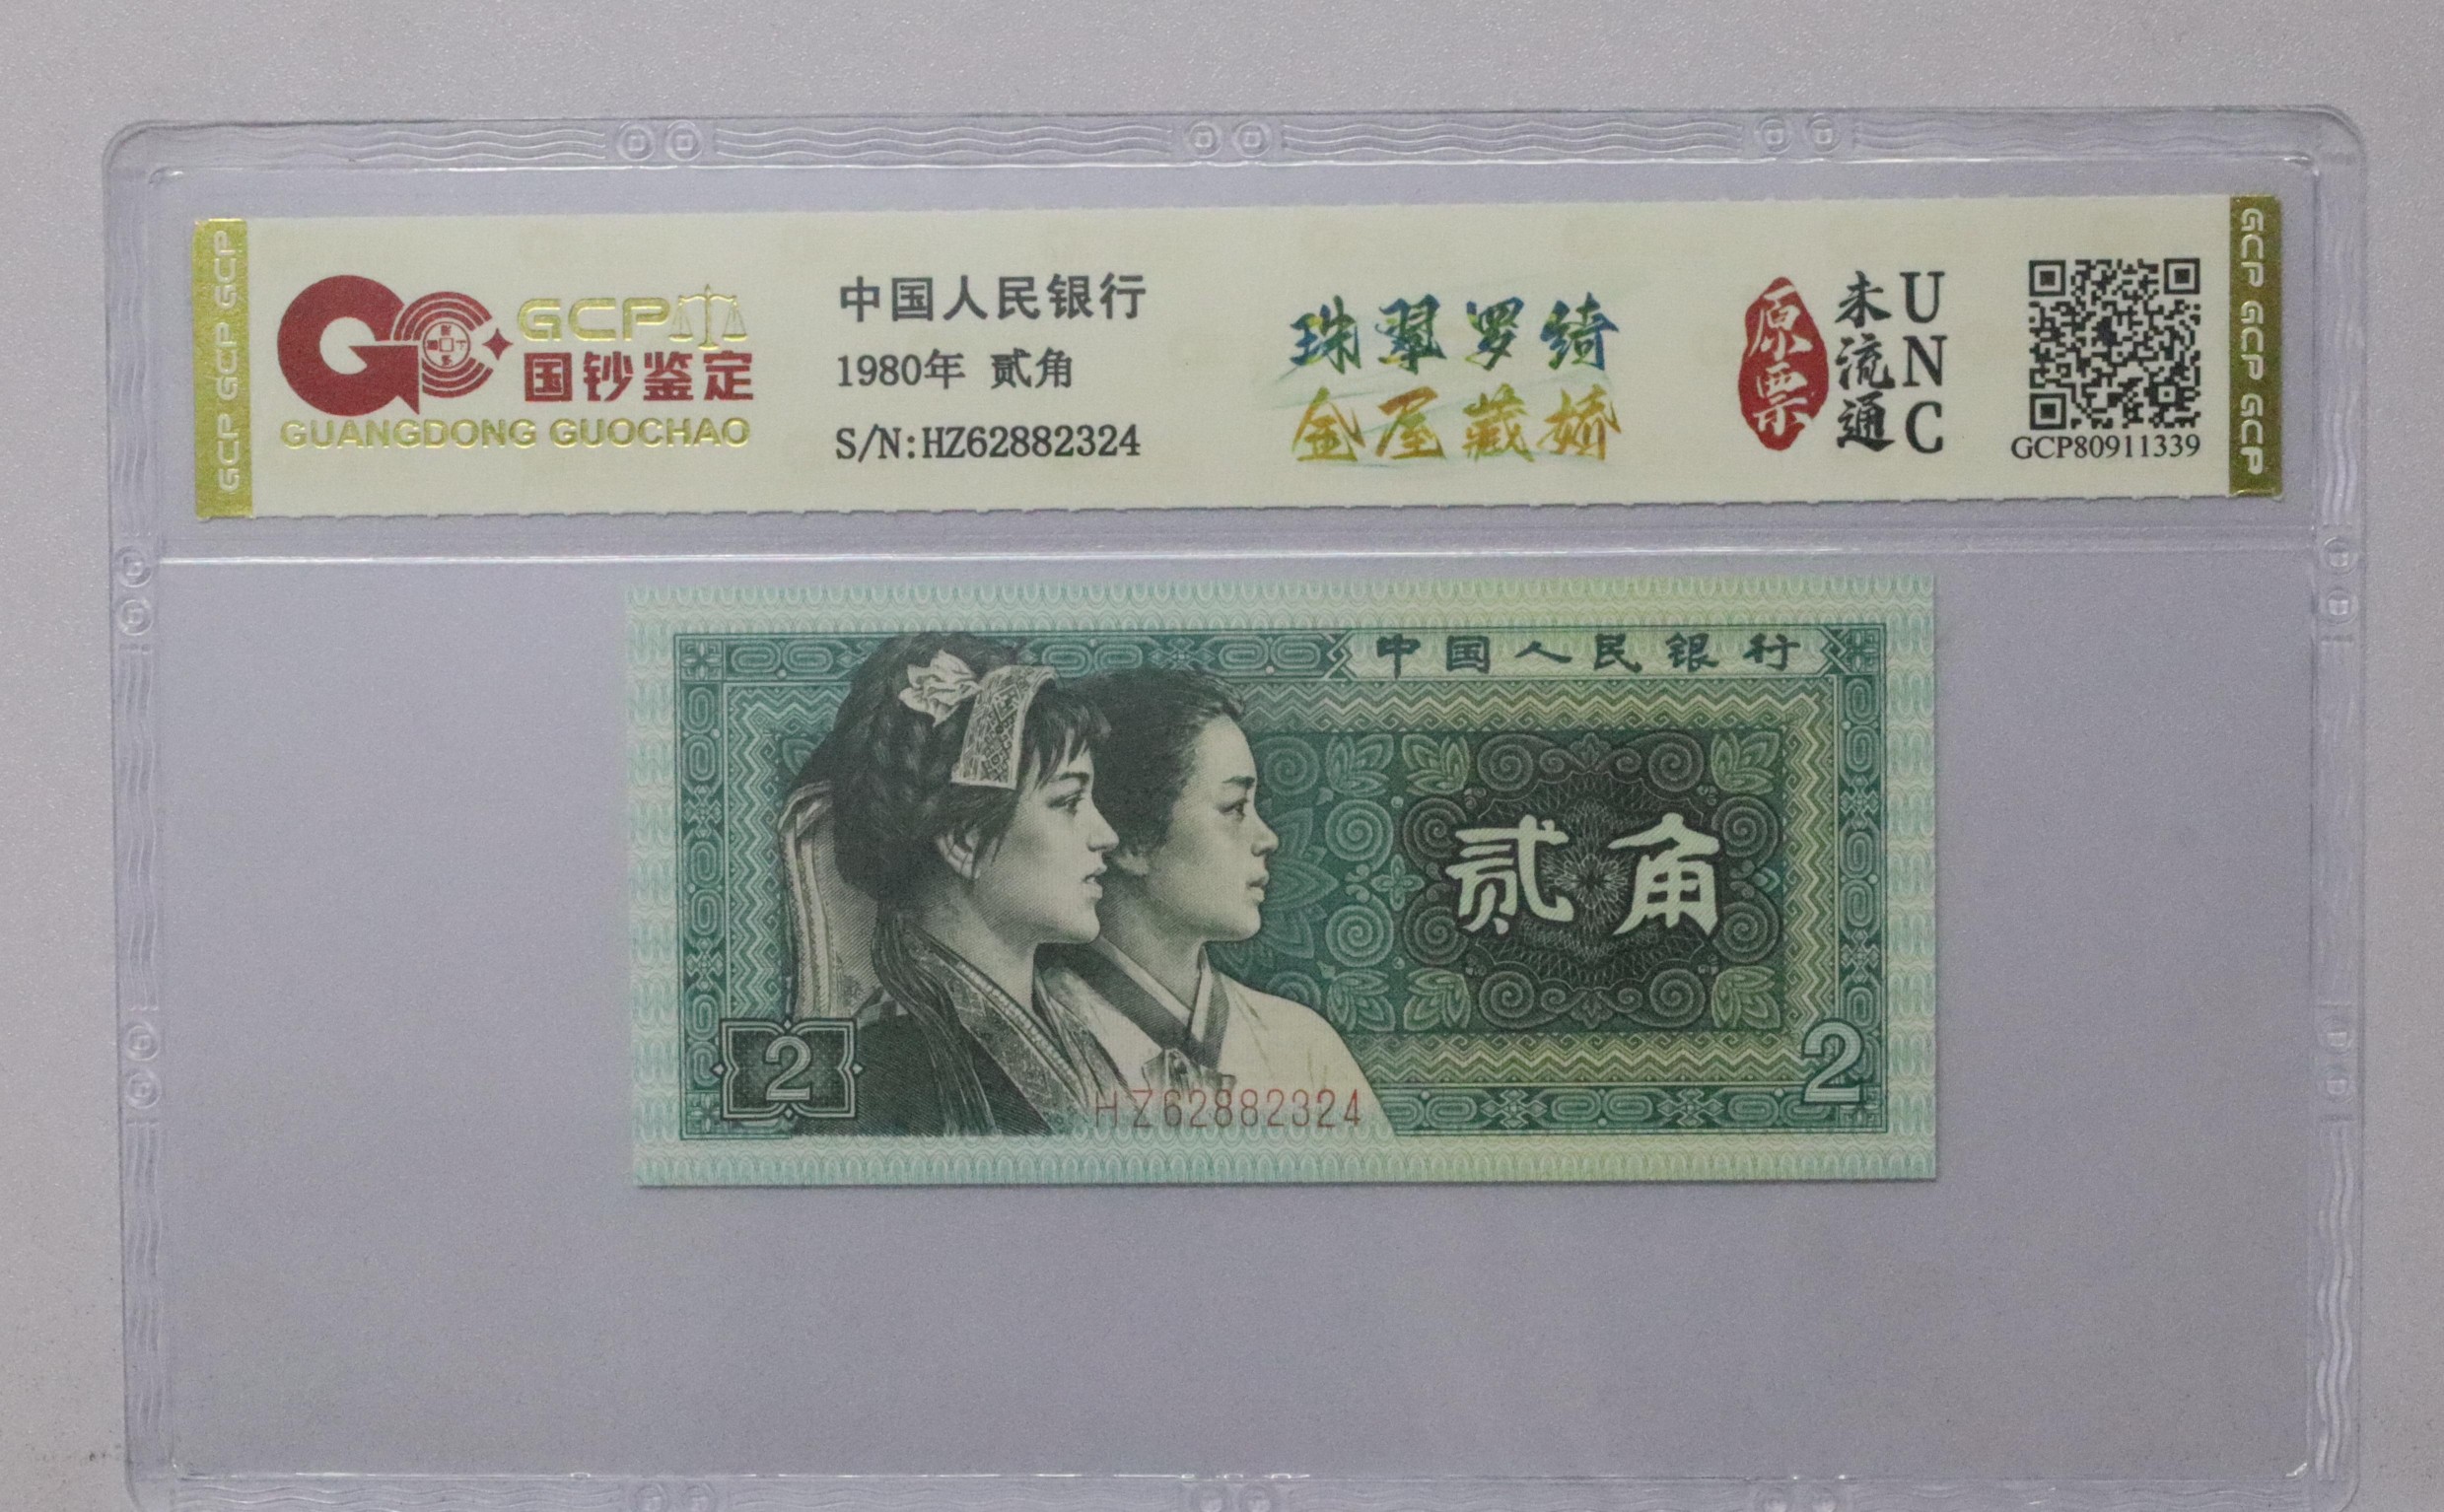 GCP GCP GCP
GCP
国钞鉴定
GUANGDONG GUOCHAO
中国人民银行
1980年 贰角
S/N:HZ62882324
珠翠罗绮
金屋藏娇
原票
未流通
UNC
GCP80911339
GCP GCP GCP
中国人民银行
贰角
2
2
HZ62882324